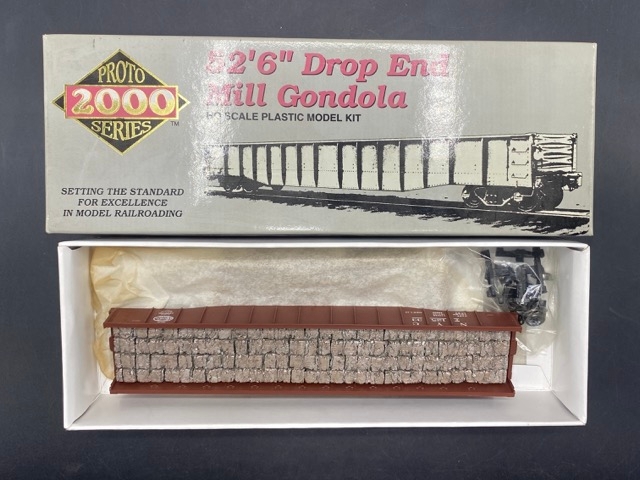 PROTO
2000
SERIES
TM
52'6" Drop End
Mill Gondola
HO SCALE PLASTIC MODEL KIT
SETTING THE STANDARD
FOR EXCELLENCE
IN MODEL RAILROADING